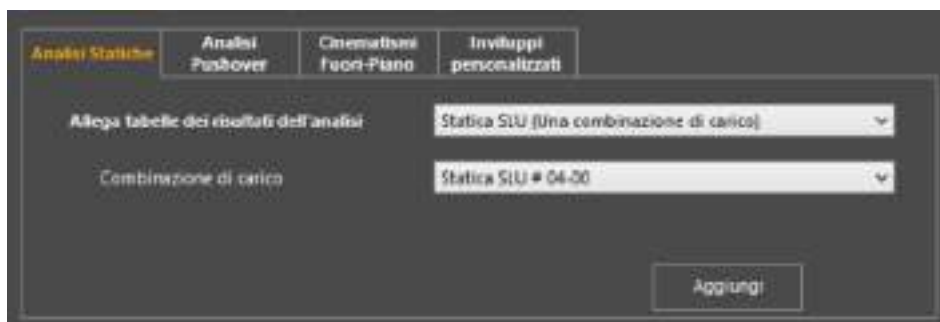 Analisi Statiche
Analisi
Pushover
Cinematismi
Fuori-Piano
Inviluppi
personalizzati
Allega tabelle dei risultati dell'analisi
Statica SLU (Una combinazione di carico)
Combinazione di carico
Statica SLU # 04-00
Aggiungi